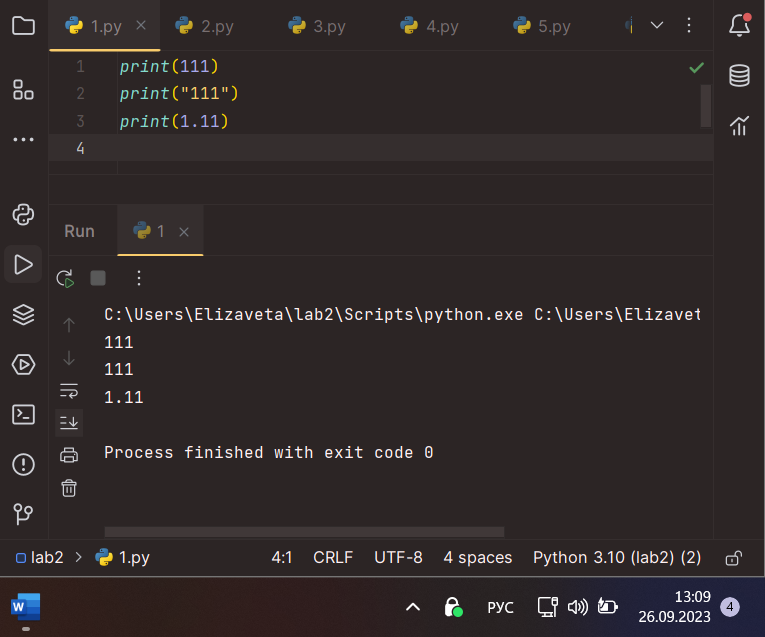 1.py
2.py
3.py
4.py
5.py
1 print(111)
2 print("111")
3 print(1.11)
4
Run
1
C:\Users\Elizaveta\lab2\Scripts\python.exe C:\Users\Elizavet
111
111
1.11
Process finished with exit code 0
lab2 > 1.py 4:1 CRLF UTF-8 4 spaces Python 3.10 (lab2) (2)
W
РУС
13:09
26.09.2023
4